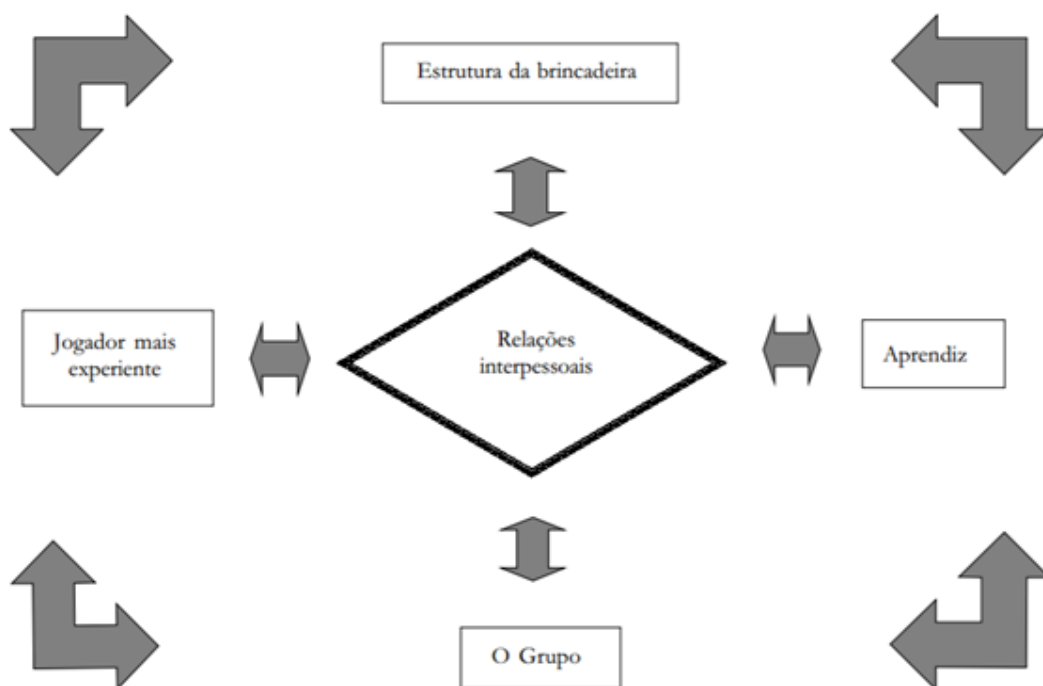 Estrutura da brincadeira
Jogador mais
experiente
Relações
interpessoais
Aprendiz
O Grupo